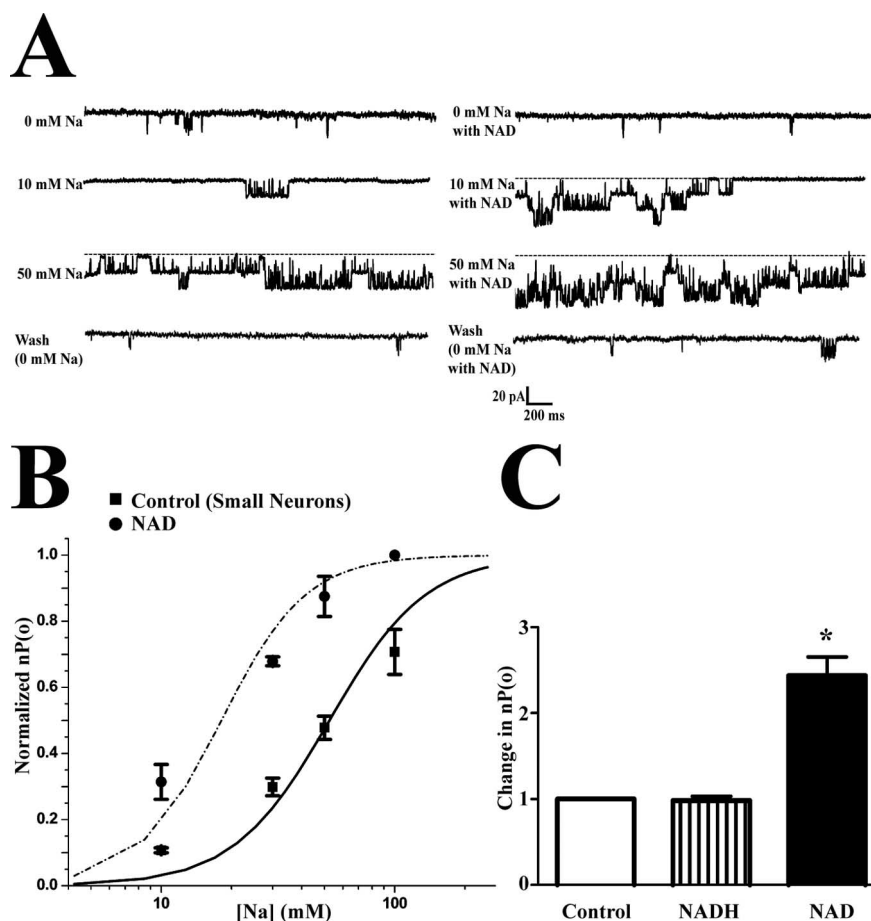 A
0 mM Na
10 mM Na
50 mM Na
Wash
(0 mM Na)
0 mM Na
with NAD
10 mM Na
with NAD
50 mM Na
with NAD
Wash
(0 mM Na
with NAD)
20 pA
200 ms
B
■ Control (Small Neurons)
● NAD
Normalized nP(o)
1.0
0.8
0.6
0.4
0.2
0.0
10
100
[Na] (mM)
C
Change in nP(o)
3
2
1
0
*
Control
NADH
NAD